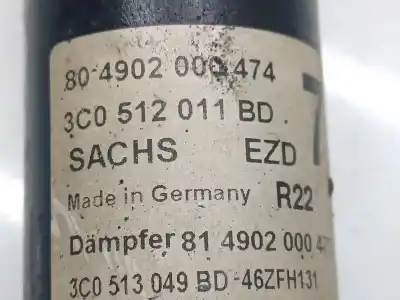 80 4902 000 474
3C0 512 011 BD
SACHS EZD
Made in Germany R22
Dämpfer 81 4902 000
3C0 513 049 BD-46ZFH131